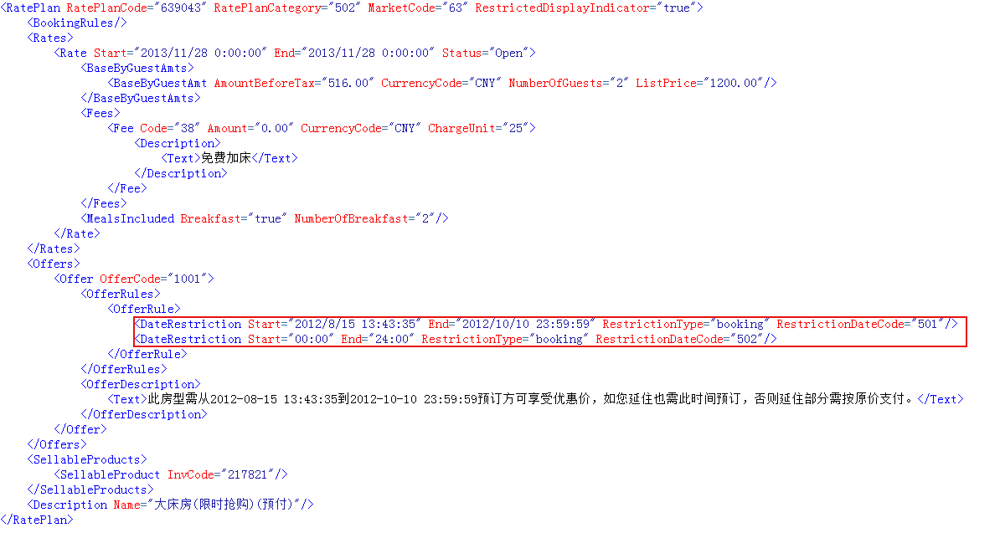 <RatePlan RatePlanCode="639043" RatePlanCategory="502" MarketCode="63" RestrictedDisplayIndicator="true">
<BookingRules/>
<Rates>
<Rate Start="2013/11/28 0:00:00" End="2013/11/28 0:00:00" Status="Open">
<BaseByGuestAmts>
<BaseByGuestAmt AmountBeforeTax="516.00" CurrencyCode="CNY" NumberOfGuests="2" ListPrice="1200.00"/>
</BaseByGuestAmts>
<Fees>
<Fee Code="38" Amount="0.00" CurrencyCode="CNY" ChargeUnit="25">
<Description>
<Text>免费加床</Text>
</Description>
</Fee>
</Fees>
<MealsIncluded Breakfast="true" NumberOfBreakfast="2"/>
</Rate>
</Rates>
<Offers>
<Offer OfferCode="1001">
<OfferRules>
<OfferRule>
<DateRestriction Start="2012/8/15 13:43:35" End="2012/10/10 23:59:59" RestrictionType="booking" RestrictionDateCode="501"/>
<DateRestriction Start="00:00" End="24:00" RestrictionType="booking" RestrictionDateCode="502"/>
</OfferRule>
</OfferRules>
<OfferDescription>
<Text>此房型需从2012-08-15 13:43:35到2012-10-10 23:59:59预订方可享受优惠价，如您延住也需此时间预订，否则延住部分需按原价支付。</Text>
</OfferDescription>
</Offer>
</Offers>
<SellableProducts>
<SellableProduct InvCode="217821"/>
</SellableProducts>
<Description Name="大床房(限时抢购)(预付)"/>
</RatePlan>